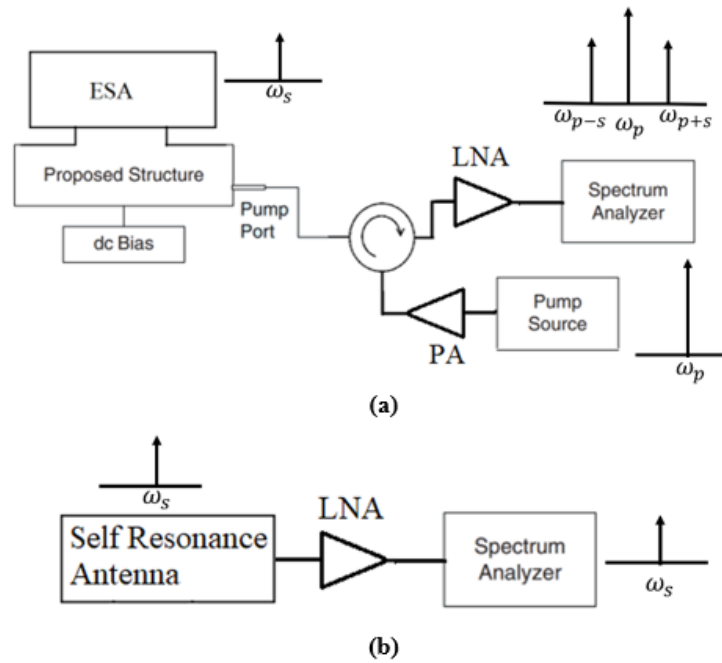 ESA
ω_s
ω_{p-s}
ω_p
ω_{p+s}
Proposed Structure
Pump
Port
dc Bias
LNA
Spectrum
Analyzer
PA
Pump
Source
ω_p
(a)
ω_s
Self Resonance
Antenna
LNA
Spectrum
Analyzer
ω_s
(b)